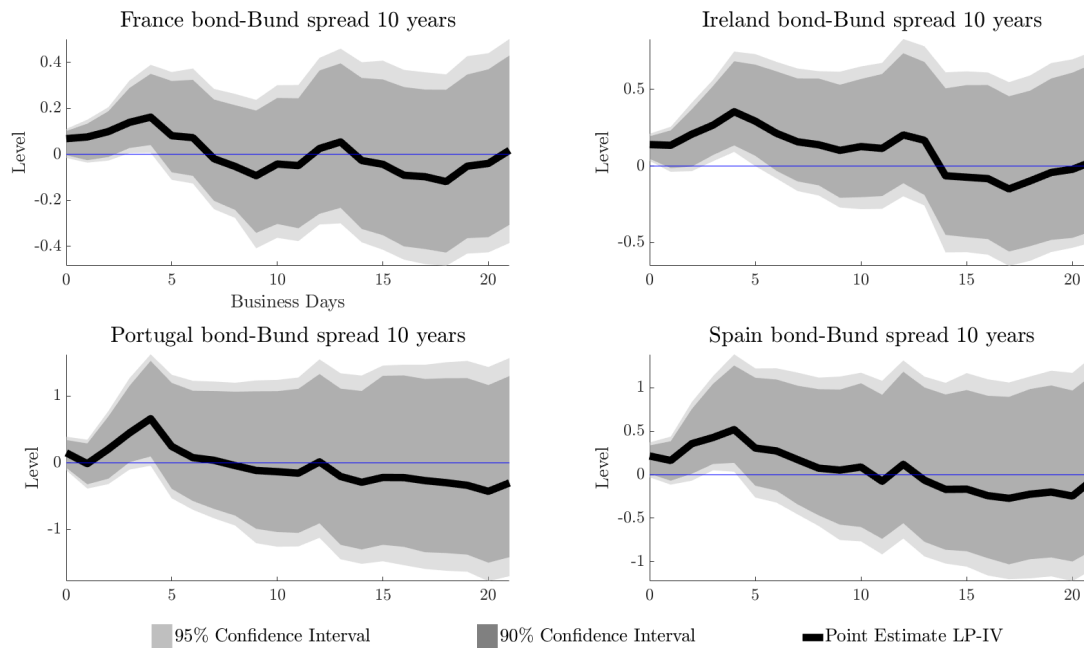 France bond-Bund spread 10 years
Level
0.4
0.2
0
-0.2
-0.4
0 5 10 15 20
Business Days
Ireland bond-Bund spread 10 years
Level
0.5
0
-0.5
0 5 10 15 20
Portugal bond-Bund spread 10 years
Level
1
0
-1
0 5 10 15 20
Spain bond-Bund spread 10 years
Level
1
0.5
0
-0.5
-1
0 5 10 15 20
95% Confidence Interval 90% Confidence Interval Point Estimate LP-IV